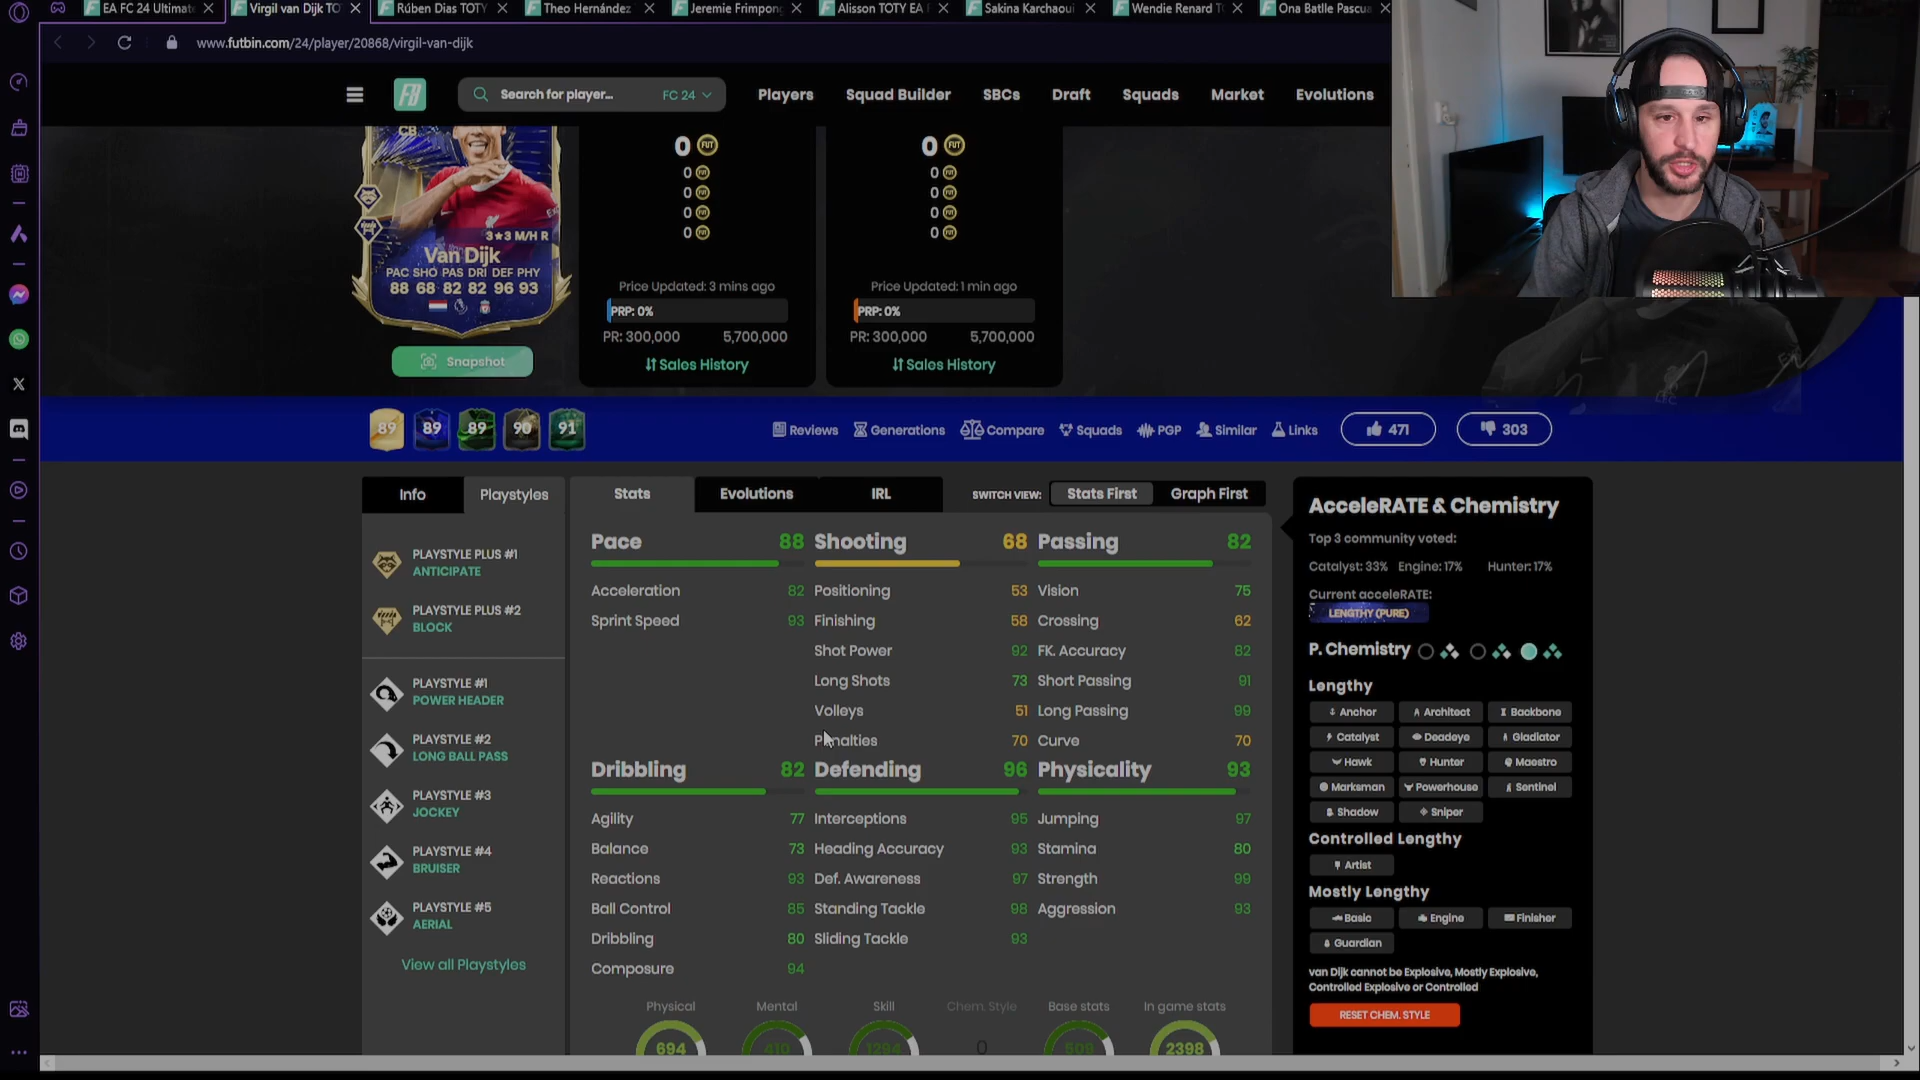 EA FC 24 Ultimat
Virgil van Dijk TO
Rúben Dias TOTY
Theo Hernández
Jeremie Frimpong
Alisson TOTY EA
Sakina Karchaoui
Wendie Renard T
Ona Batlle Pascua
www.futbin.com/24/player/20868/virgil-van-dijk
Search for player...
FC 24
Players
Squad Builder
SBCs
Draft
Squads
Market
Evolutions
CB
3★3 M/H R
Van Dijk
PAC SHO PAS DRI DEF PHY
88 68 82 82 96 93
Snapshot
0
0
0
0
0
Price Updated: 3 mins ago
PRP: 0%
PR: 300,000 5,700,000
Sales History
0
0
0
0
0
Price Updated: 1 min ago
PRP: 0%
PR: 300,000 5,700,000
Sales History
89 89 89 90 91
Reviews
Generations
Compare
Squads
PGP
Similar
Links
471
303
Info
Playstyles
PLAYSTYLE PLUS #1
ANTICIPATE
PLAYSTYLE PLUS #2
BLOCK
PLAYSTYLE #1
POWER HEADER
PLAYSTYLE #2
LONG BALL PASS
PLAYSTYLE #3
JOCKEY
PLAYSTYLE #4
BRUISER
PLAYSTYLE #5
AERIAL
View all Playstyles
Stats
Evolutions
IRL
SWITCH VIEW:
Stats First
Graph First
Pace 88
Acceleration 82
Sprint Speed 93
Shooting 68
Positioning 53
Finishing 58
Shot Power 92
Long Shots 73
Volleys 51
Penalties 70
Passing 82
Vision 75
Crossing 62
FK. Accuracy 82
Short Passing 91
Long Passing 99
Curve 70
Dribbling 82
Agility 77
Balance 73
Reactions 93
Ball Control 85
Dribbling 80
Composure 94
Defending 96
Interceptions 95
Heading Accuracy 93
Def. Awareness 97
Standing Tackle 98
Sliding Tackle 93
Physicality 93
Jumping 97
Stamina 80
Strength 99
Aggression 93
Physical
694
Mental
410
Skill
1294
Chem. Style
0
Base stats
509
In game stats
2398
AcceleRATE & Chemistry
Top 3 community voted:
Catalyst: 33% Engine: 17% Hunter: 17%
Current acceleRATE:
LENGTHY (PURE)
P. Chemistry
Lengthy
Anchor Architect Backbone
Catalyst Deadeye Gladiator
Hawk Hunter Maestro
Marksman Powerhouse Sentinel
Shadow Sniper
Controlled Lengthy
Artist
Mostly Lengthy
Basic Engine Finisher
Guardian
van Dijk cannot be Explosive, Mostly Explosive,
Controlled Explosive or Controlled
RESET CHEM. STYLE